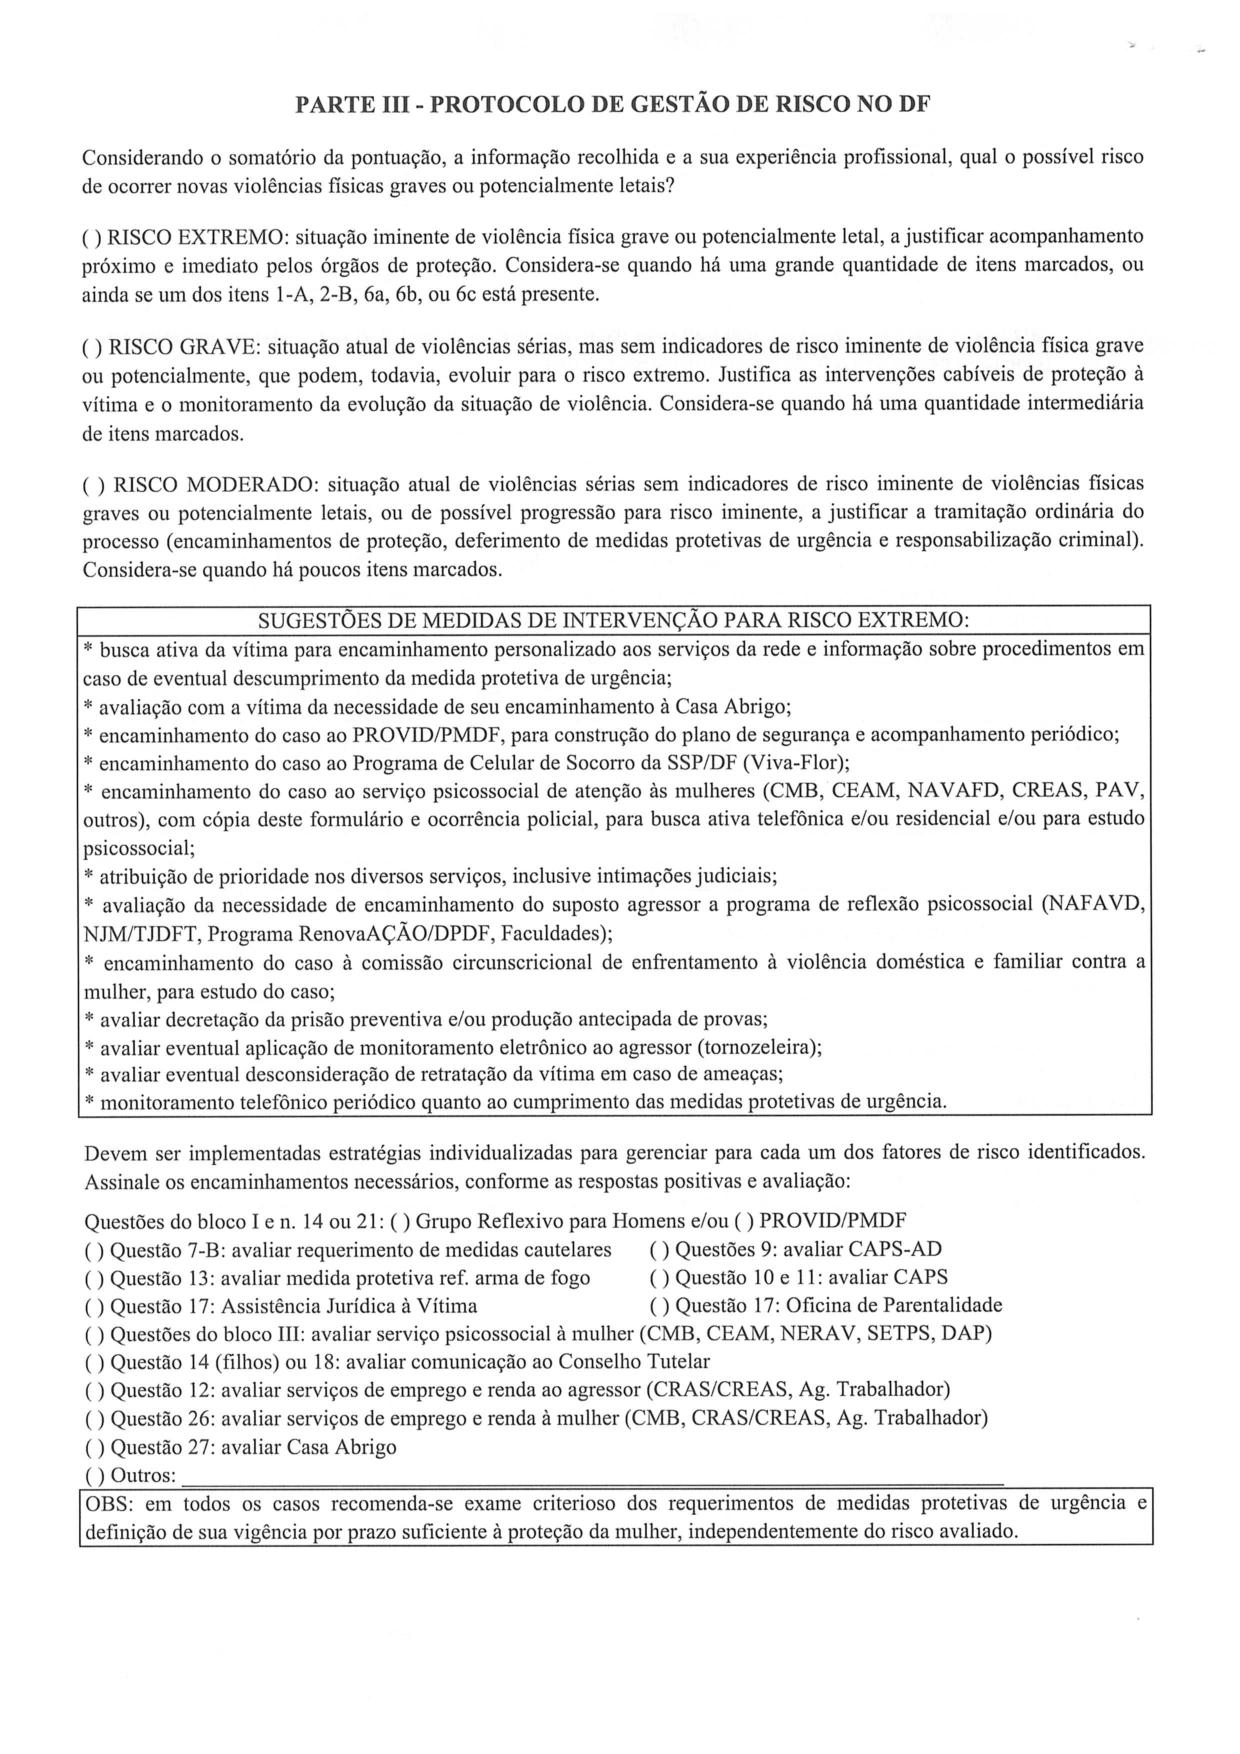 PARTE III - PROTOCOLO DE GESTÃO DE RISCO NO DF
Considerando o somatório da pontuação, a informação recolhida e a sua experiência profissional, qual o possível risco
de ocorrer novas violências físicas graves ou potencialmente letais?
( ) RISCO EXTREMO: situação iminente de violência física grave ou potencialmente letal, a justificar acompanhamento
próximo e imediato pelos órgãos de proteção. Considera-se quando há uma grande quantidade de itens marcados, ou
ainda se um dos itens 1-A, 2-B, 6a, 6b, ou 6c está presente.
( ) RISCO GRAVE: situação atual de violências sérias, mas sem indicadores de risco iminente de violência física grave
ou potencialmente, que podem, todavia, evoluir para o risco extremo. Justifica as intervenções cabíveis de proteção à
vítima e o monitoramento da evolução da situação de violência. Considera-se quando há uma quantidade intermediária
de itens marcados.
( ) RISCO MODERADO: situação atual de violências sérias sem indicadores de risco iminente de violências físicas
graves ou potencialmente letais, ou de possível progressão para risco iminente, a justificar a tramitação ordinária do
processo (encaminhamentos de proteção, deferimento de medidas protetivas de urgência e responsabilização criminal).
Considera-se quando há poucos itens marcados.
SUGESTÕES DE MEDIDAS DE INTERVENÇÃO PARA RISCO EXTREMO:
* busca ativa da vítima para encaminhamento personalizado aos serviços da rede e informação sobre procedimentos em
caso de eventual descumprimento da medida protetiva de urgência;
* avaliação com a vítima da necessidade de seu encaminhamento à Casa Abrigo;
* encaminhamento do caso ao PROVID/PMDF, para construção do plano de segurança e acompanhamento periódico;
* encaminhamento do caso ao Programa de Celular de Socorro da SSP/DF (Viva-Flor);
* encaminhamento do caso ao serviço psicossocial de atenção às mulheres (CMB, CEAM, NAVAFD, CREAS, PAV,
outros), com cópia deste formulário e ocorrência policial, para busca ativa telefônica e/ou residencial e/ou para estudo
psicossocial;
* atribuição de prioridade nos diversos serviços, inclusive intimações judiciais;
* avaliação da necessidade de encaminhamento do suposto agressor a programa de reflexão psicossocial (NAFAVD,
NJM/TJDFT, Programa RenovaAÇÃO/DPDF, Faculdades);
* encaminhamento do caso à comissão circunscricional de enfrentamento à violência doméstica e familiar contra a
mulher, para estudo do caso;
* avaliar decretação da prisão preventiva e/ou produção antecipada de provas;
* avaliar eventual aplicação de monitoramento eletrônico ao agressor (tornozeleira);
* avaliar eventual desconsideração de retratação da vítima em caso de ameaças;
* monitoramento telefônico periódico quanto ao cumprimento das medidas protetivas de urgência.
Devem ser implementadas estratégias individualizadas para gerenciar para cada um dos fatores de risco identificados.
Assinale os encaminhamentos necessários, conforme as respostas positivas e avaliação:
Questões do bloco I e n. 14 ou 21: ( ) Grupo Reflexivo para Homens e/ou ( ) PROVID/PMDF
( ) Questão 7-B: avaliar requerimento de medidas cautelares ( ) Questões 9: avaliar CAPS-AD
( ) Questão 13: avaliar medida protetiva ref. arma de fogo ( ) Questão 10 e 11: avaliar CAPS
( ) Questão 17: Assistência Jurídica à Vítima ( ) Questão 17: Oficina de Parentalidade
( ) Questões do bloco III: avaliar serviço psicossocial à mulher (CMB, CEAM, NERAV, SETPS, DAP)
( ) Questão 14 (filhos) ou 18: avaliar comunicação ao Conselho Tutelar
( ) Questão 12: avaliar serviços de emprego e renda ao agressor (CRAS/CREAS, Ag. Trabalhador)
( ) Questão 26: avaliar serviços de emprego e renda à mulher (CMB, CRAS/CREAS, Ag. Trabalhador)
( ) Questão 27: avaliar Casa Abrigo
( ) Outros:
OBS: em todos os casos recomenda-se exame criterioso dos requerimentos de medidas protetivas de urgência e
definição de sua vigência por prazo suficiente à proteção da mulher, independentemente do risco avaliado.